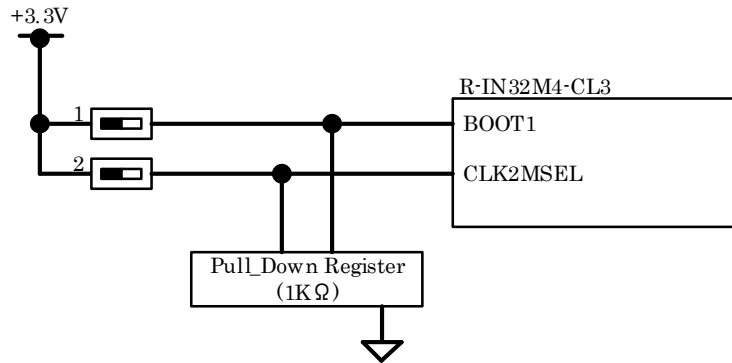 +3.3V
R-IN32M4-CL3
1
BOOT1
2
CLK2MSEL
Pull_Down Register
(1KΩ)